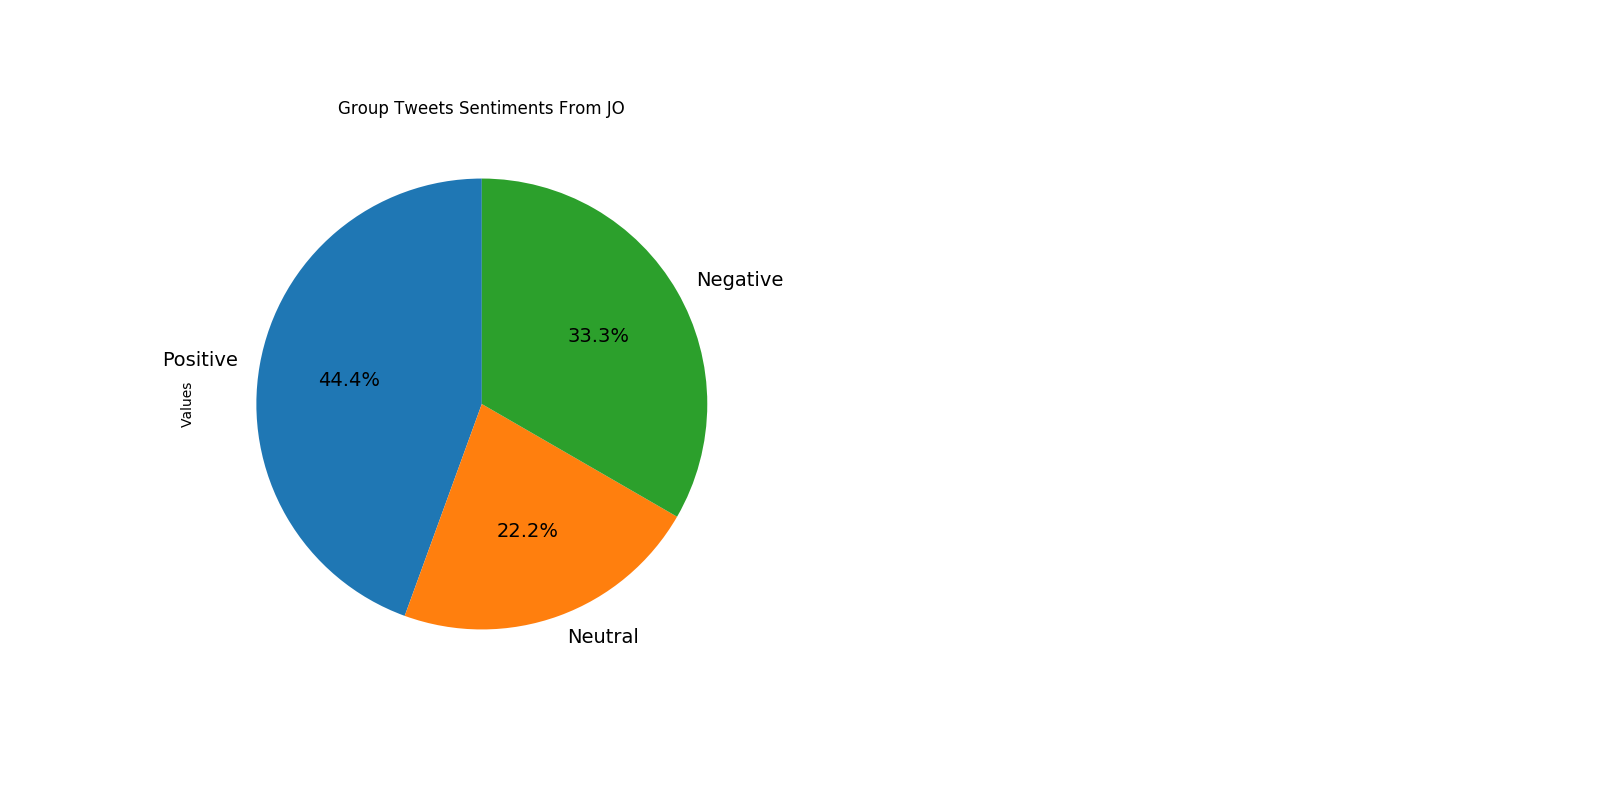 Group Tweets Sentiments From JO
Negative
33.3%
Positive
44.4%
Values
22.2%
Neutral